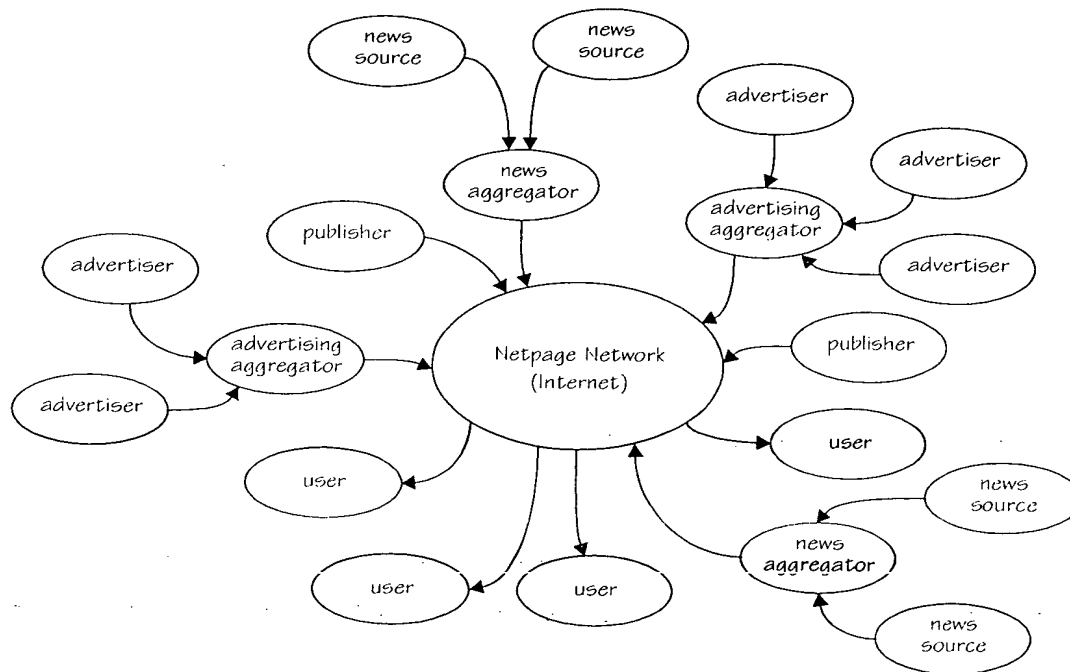 news
source
news
source
advertiser
news
aggregator
advertiser
advertising
aggregator
publisher
advertiser
advertiser
advertising
aggregator
Netpage Network
(Internet)
publisher
advertiser
user
user
news
source
news
aggregator
user
user
news
source